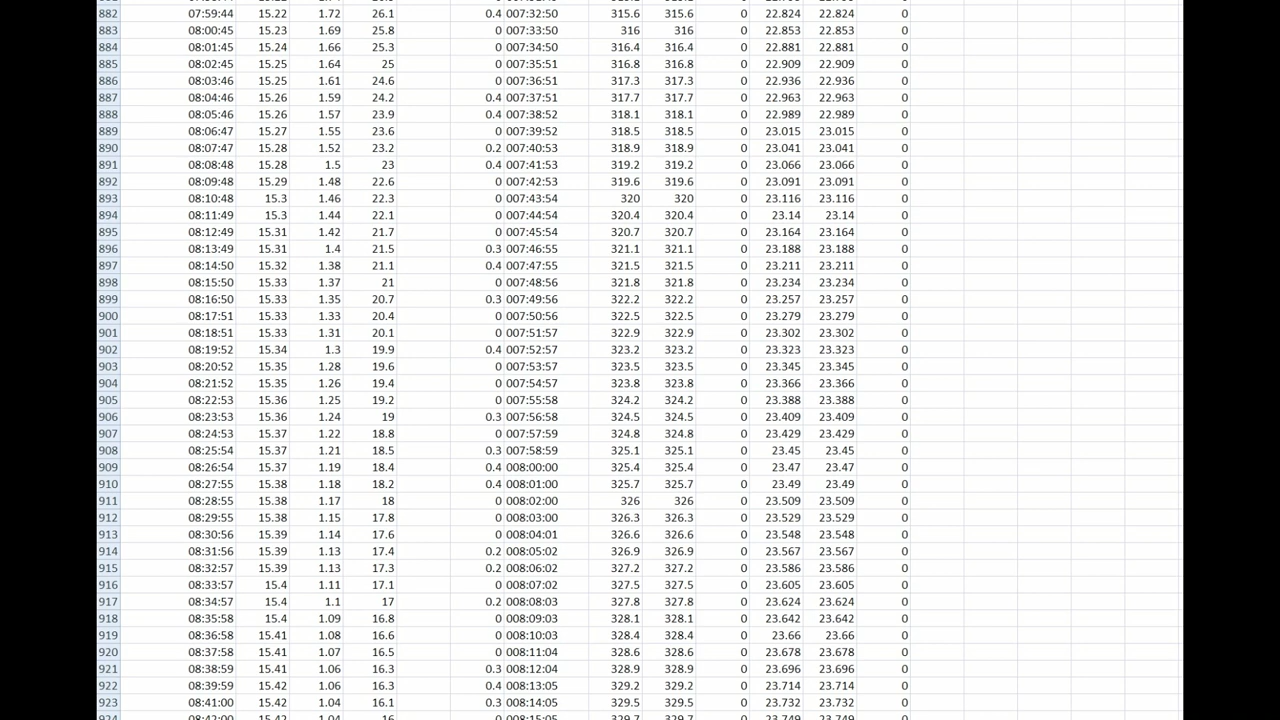 882 07:59:44 15.22 1.72 26.1 0.4 007:32:50 315.6 315.6 0 22.824 22.824 0
883 08:00:45 15.23 1.69 25.8 0 007:33:50 316 316 0 22.853 22.853 0
884 08:01:45 15.24 1.66 25.3 0 007:34:50 316.4 316.4 0 22.881 22.881 0
885 08:02:45 15.25 1.64 25 0 007:35:51 316.8 316.8 0 22.909 22.909 0
886 08:03:46 15.25 1.61 24.6 0 007:36:51 317.3 317.3 0 22.936 22.936 0
887 08:04:46 15.26 1.59 24.2 0.4 007:37:51 317.7 317.7 0 22.963 22.963 0
888 08:05:46 15.26 1.57 23.9 0.4 007:38:52 318.1 318.1 0 22.989 22.989 0
889 08:06:47 15.27 1.55 23.6 0 007:39:52 318.5 318.5 0 23.015 23.015 0
890 08:07:47 15.28 1.52 23.2 0.2 007:40:53 318.9 318.9 0 23.041 23.041 0
891 08:08:48 15.28 1.5 23 0.4 007:41:53 319.2 319.2 0 23.066 23.066 0
892 08:09:48 15.29 1.48 22.6 0 007:42:53 319.6 319.6 0 23.091 23.091 0
893 08:10:48 15.3 1.46 22.3 0 007:43:54 320 320 0 23.116 23.116 0
894 08:11:49 15.3 1.44 22.1 0 007:44:54 320.4 320.4 0 23.14 23.14 0
895 08:12:49 15.31 1.42 21.7 0 007:45:54 320.7 320.7 0 23.164 23.164 0
896 08:13:49 15.31 1.4 21.5 0.3 007:46:55 321.1 321.1 0 23.188 23.188 0
897 08:14:50 15.32 1.38 21.1 0.4 007:47:55 321.5 321.5 0 23.211 23.211 0
898 08:15:50 15.33 1.37 21 0 007:48:56 321.8 321.8 0 23.234 23.234 0
899 08:16:50 15.33 1.35 20.7 0.3 007:49:56 322.2 322.2 0 23.257 23.257 0
900 08:17:51 15.33 1.33 20.4 0 007:50:56 322.5 322.5 0 23.279 23.279 0
901 08:18:51 15.33 1.31 20.1 0 007:51:57 322.9 322.9 0 23.302 23.302 0
902 08:19:52 15.34 1.3 19.9 0.4 007:52:57 323.2 323.2 0 23.323 23.323 0
903 08:20:52 15.35 1.28 19.6 0 007:53:57 323.5 323.5 0 23.345 23.345 0
904 08:21:52 15.35 1.26 19.4 0 007:54:57 323.8 323.8 0 23.366 23.366 0
905 08:22:53 15.36 1.25 19.2 0 007:55:58 324.2 324.2 0 23.388 23.388 0
906 08:23:53 15.36 1.24 19 0.3 007:56:58 324.5 324.5 0 23.409 23.409 0
907 08:24:53 15.37 1.22 18.8 0 007:57:59 324.8 324.8 0 23.429 23.429 0
908 08:25:54 15.37 1.21 18.5 0.3 007:58:59 325.1 325.1 0 23.45 23.45 0
909 08:26:54 15.37 1.19 18.4 0.4 008:00:00 325.4 325.4 0 23.47 23.47 0
910 08:27:55 15.38 1.18 18.2 0.4 008:01:00 325.7 325.7 0 23.49 23.49 0
911 08:28:55 15.38 1.17 18 0 008:02:00 326 326 0 23.509 23.509 0
912 08:29:55 15.38 1.15 17.8 0 008:03:00 326.3 326.3 0 23.529 23.529 0
913 08:30:56 15.39 1.14 17.6 0 008:04:01 326.6 326.6 0 23.548 23.548 0
914 08:31:56 15.39 1.13 17.4 0.2 008:05:02 326.9 326.9 0 23.567 23.567 0
915 08:32:57 15.39 1.13 17.3 0.2 008:06:02 327.2 327.2 0 23.586 23.586 0
916 08:33:57 15.4 1.11 17.1 0 008:07:02 327.5 327.5 0 23.605 23.605 0
917 08:34:57 15.4 1.1 17 0.2 008:08:03 327.8 327.8 0 23.624 23.624 0
918 08:35:58 15.4 1.09 16.8 0 008:09:03 328.1 328.1 0 23.642 23.642 0
919 08:36:58 15.41 1.08 16.6 0 008:10:03 328.4 328.4 0 23.66 23.66 0
920 08:37:58 15.41 1.07 16.5 0 008:11:04 328.6 328.6 0 23.678 23.678 0
921 08:38:59 15.41 1.06 16.3 0.3 008:12:04 328.9 328.9 0 23.696 23.696 0
922 08:39:59 15.42 1.06 16.3 0.4 008:13:05 329.2 329.2 0 23.714 23.714 0
923 08:41:00 15.42 1.04 16.1 0.3 008:14:05 329.5 329.5 0 23.732 23.732 0
924 08:42:00 15.42 1.04 16 0 008:15:05 329.7 329.7 0 23.749 23.749 0